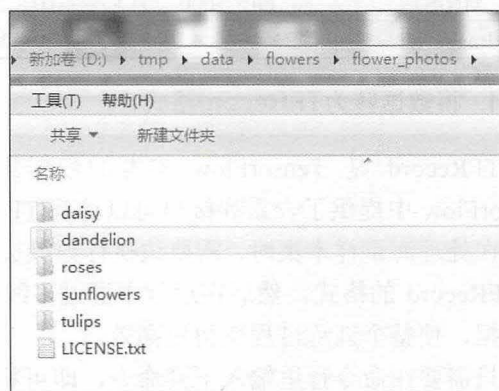 新加卷 (D:) ▸ tmp ▸ data ▸ flowers ▸ flower_photos ▸
工具(T) 帮助(H)
共享 ▾ 新建文件夹
名称
daisy
dandelion
roses
sunflowers
tulips
LICENSE.txt